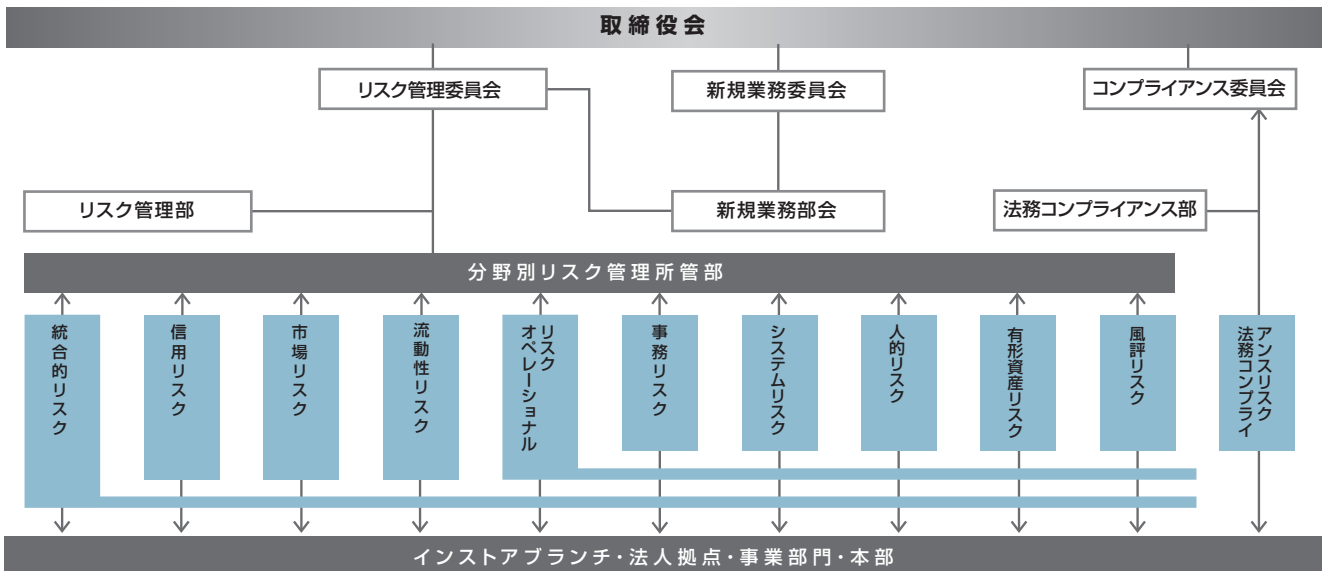 取締役会
リスク管理委員会
新規業務委員会
コンプライアンス委員会
リスク管理部
新規業務部会
法務コンプライアンス部
分野別リスク管理所管部
統合的リスク
信用リスク
市場リスク
流動性リスク
オペレーショナル
リスク
事務リスク
システムリスク
人的リスク
有形資産リスク
風評リスク
法務コンプライ
アンスリスク
インストアブランチ・法人拠点・事業部門・本部